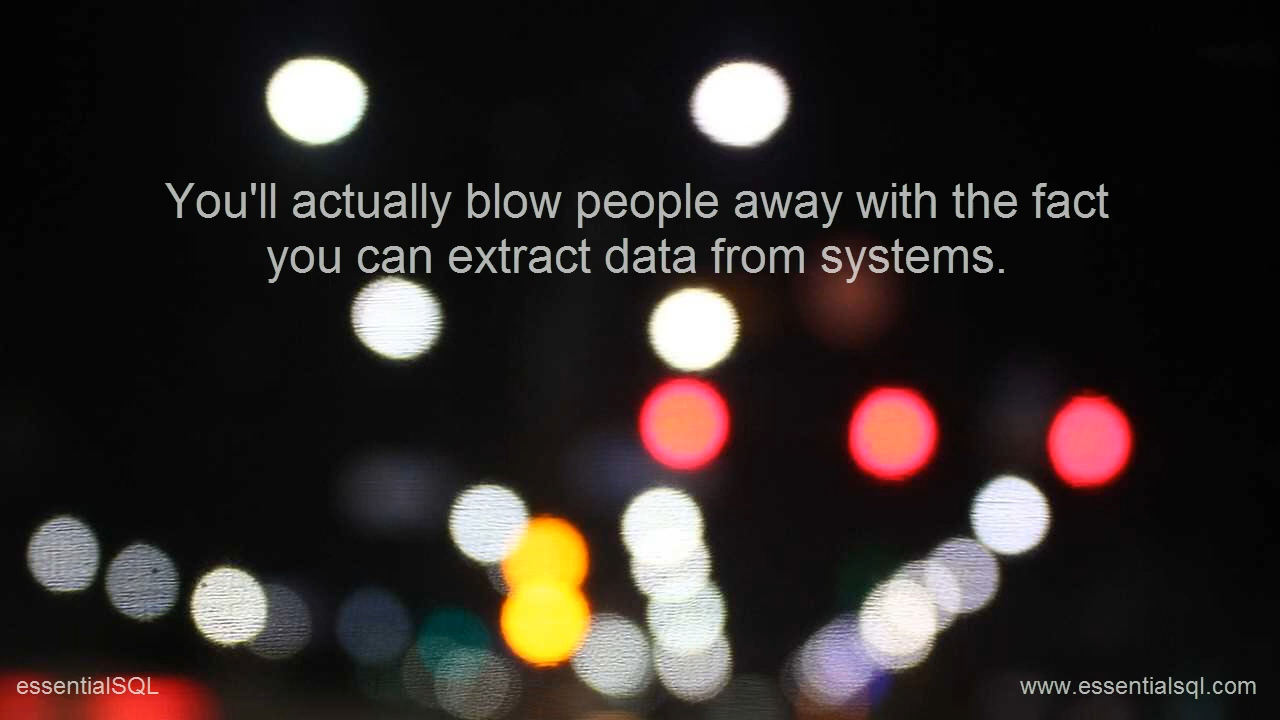 You'll actually blow people away with the fact
you can extract data from systems.
essentialSQL
www.essentialsql.com